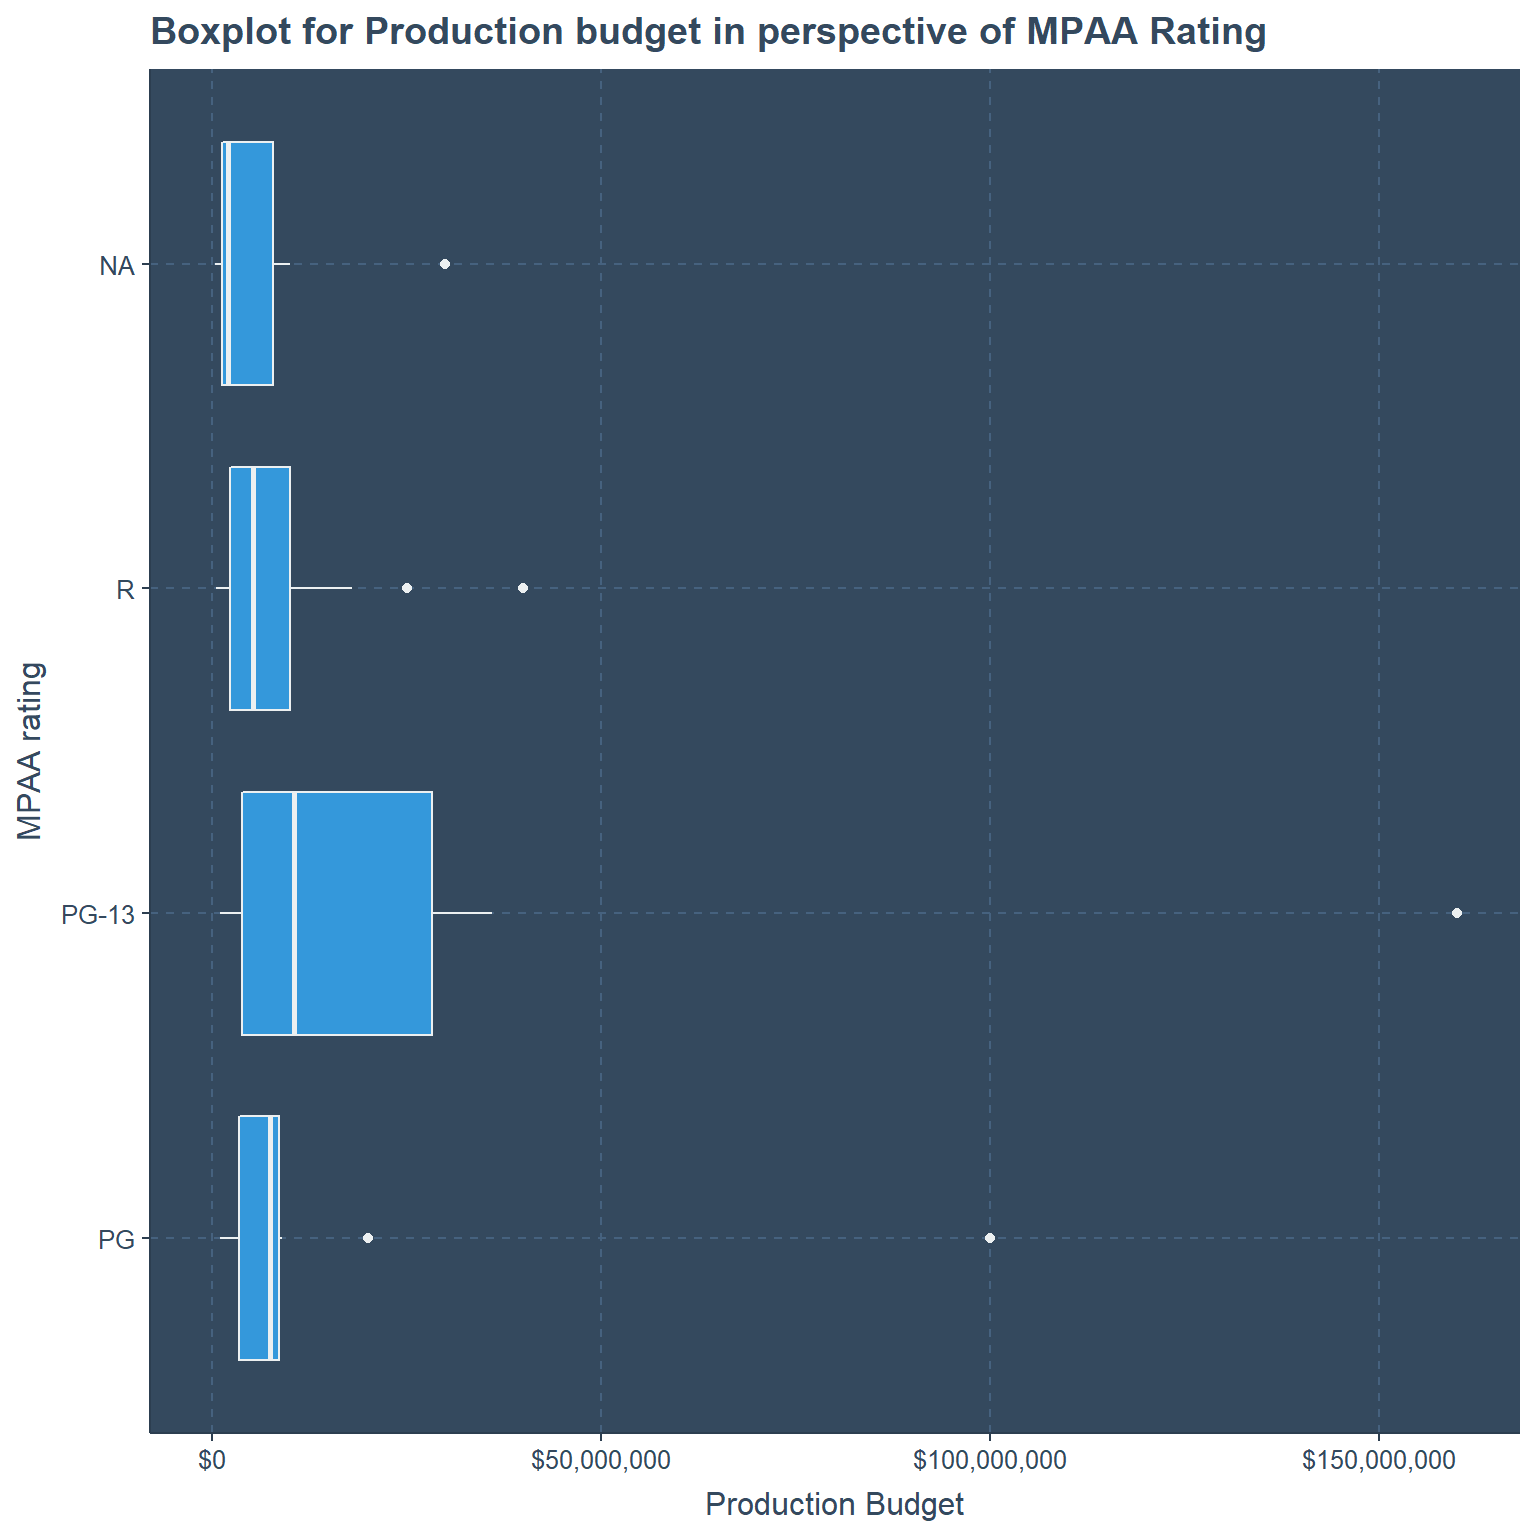 Boxplot for Production budget in perspective of MPAA Rating
MPAA rating
NA
R
PG-13
PG
$0
$50,000,000
$100,000,000
$150,000,000
Production Budget